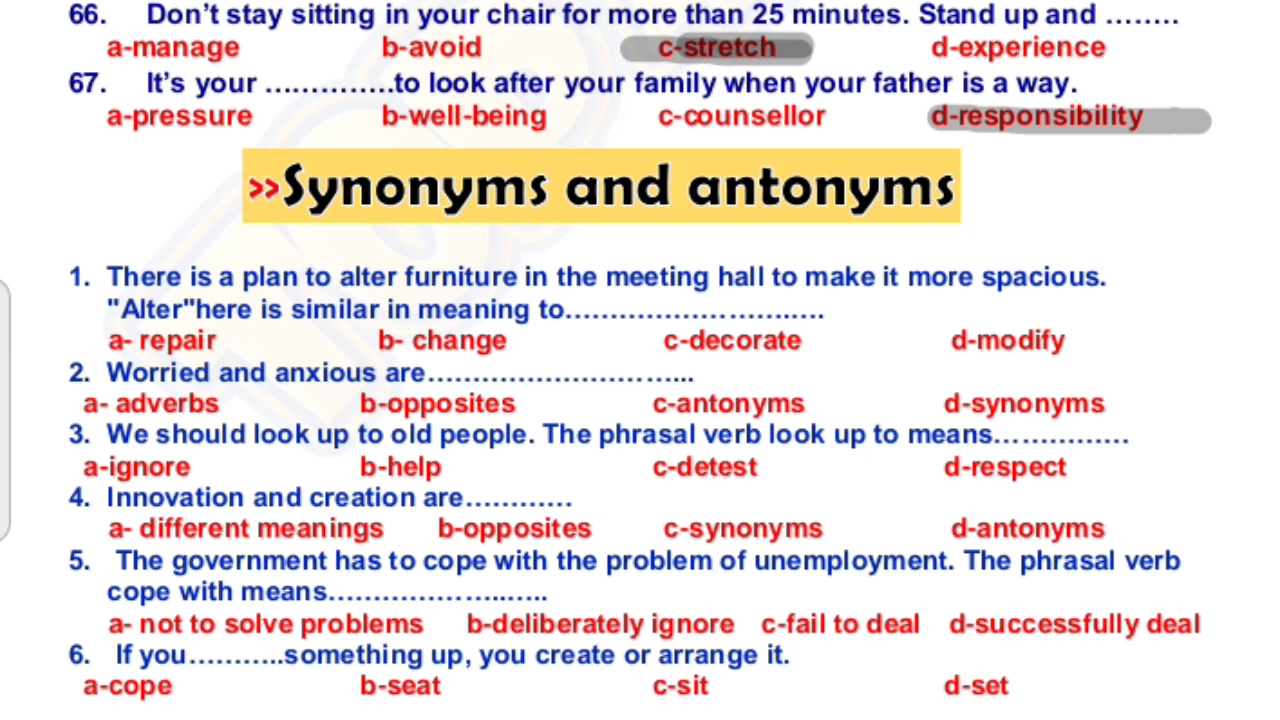 66. Don’t stay sitting in your chair for more than 25 minutes. Stand up and ........
a-manage b-avoid c-stretch d-experience
67. It’s your ..............to look after your family when your father is a way.
a-pressure b-well-being c-counsellor d-responsibility
»Synonyms and antonyms
1. There is a plan to alter furniture in the meeting hall to make it more spacious.
"Alter"here is similar in meaning to…………………….….
a- repair b- change c-decorate d-modify
2. Worried and anxious are………………………...
a- adverbs b-opposites c-antonyms d-synonyms
3. We should look up to old people. The phrasal verb look up to means……………
a-ignore b-help c-detest d-respect
4. Innovation and creation are…………
a- different meanings b-opposites c-synonyms d-antonyms
5. The government has to cope with the problem of unemployment. The phrasal verb
cope with means………………..…..
a- not to solve problems b-deliberately ignore c-fail to deal d-successfully deal
6. If you………..something up, you create or arrange it.
a-cope b-seat c-sit d-set